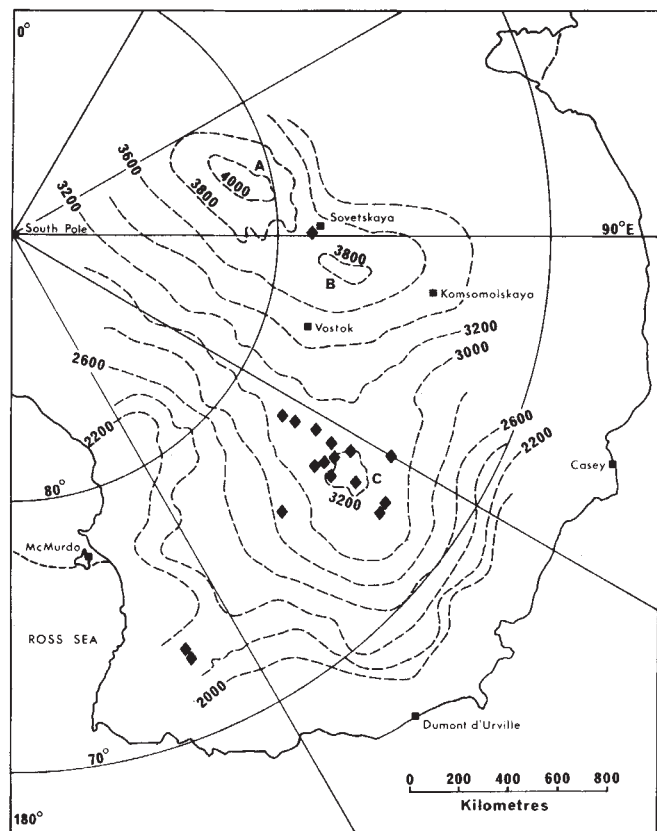 0°
3600
3200
A
4000
3800
Sovetskaya
South Pole
90°E
3800
B
Komsomolskaya
Vostok
3200
3000
2600
2600
2200
2200
Casey
C
3200
80°
McMurdo
ROSS SEA
2000
Dumont d'Urville
70°
0 200 400 600 800
Kilometres
180°